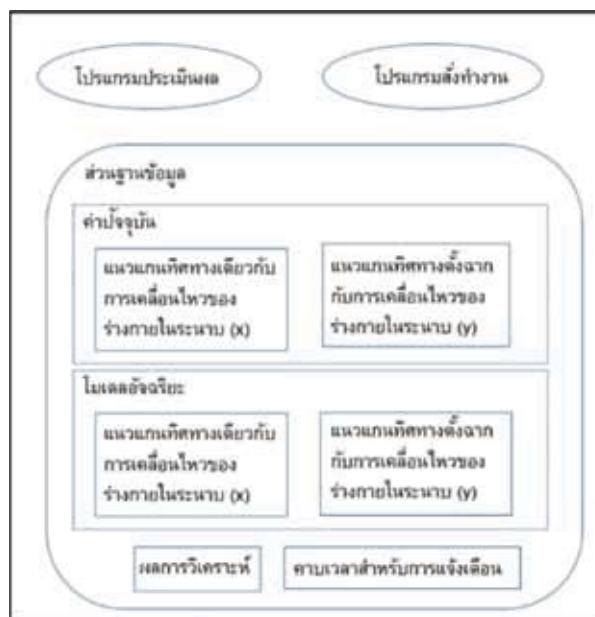 โปรแกรมประเมินผล
โปรแกรมสั่งทำงาน
ส่วนฐานข้อมูล
ค่าปัจจุบัน
แนวแกนทิศทางเดียวกับ
การเคลื่อนไหวของ
ร่างกายในระนาบ (x)
แนวแกนทิศทางตั้งฉาก
กับการเคลื่อนไหวของ
ร่างกายในระนาบ (y)
โมเดลอัจฉริยะ
แนวแกนทิศทางเดียวกับ
การเคลื่อนไหวของ
ร่างกายในระนาบ (x)
แนวแกนทิศทางตั้งฉาก
กับการเคลื่อนไหวของ
ร่างกายในระนาบ (y)
ผลการวิเคราะห์
คาบเวลาสำหรับการแจ้งเตือน